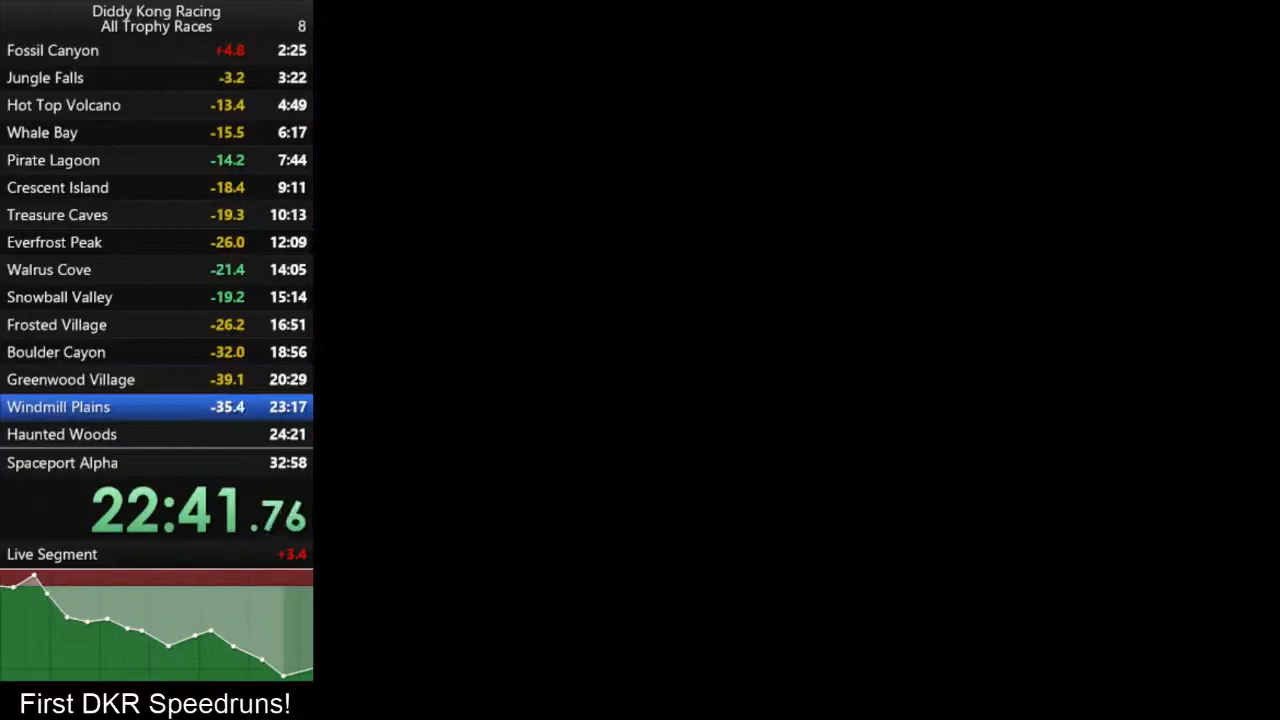 Diddy Kong Racing
All Trophy Races 8
Fossil Canyon +4.8 2:25
Jungle Falls -3.2 3:22
Hot Top Volcano -13.4 4:49
Whale Bay -15.5 6:17
Pirate Lagoon -14.2 7:44
Crescent Island -18.4 9:11
Treasure Caves -19.3 10:13
Everfrost Peak -26.0 12:09
Walrus Cove -21.4 14:05
Snowball Valley -19.2 15:14
Frosted Village -26.2 16:51
Boulder Cayon -32.0 18:56
Greenwood Village -39.1 20:29
Windmill Plains -35.4 23:17
Haunted Woods 24:21
Spaceport Alpha 32:58
22:41.76
Live Segment +3.4
First DKR Speedruns!